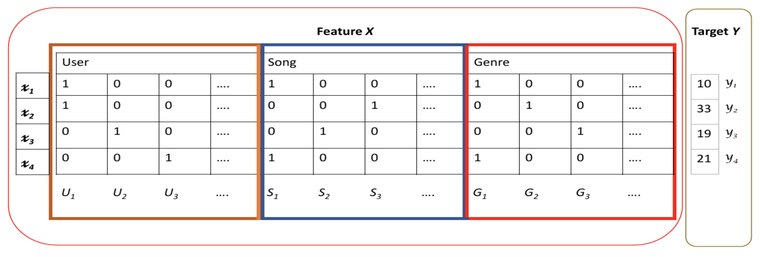 Feature X Target Y
User Song Genre
x1 1 0 0 .... 1 0 0 .... 1 0 0 .... 10 y1
x2 1 0 0 .... 0 0 1 .... 0 1 0 .... 33 y2
x3 0 1 0 .... 0 1 0 .... 0 0 1 .... 19 y3
x4 0 0 1 .... 1 0 0 .... 1 0 0 .... 21 y4
U1 U2 U3 .... S1 S2 S3 .... G1 G2 G3 ....